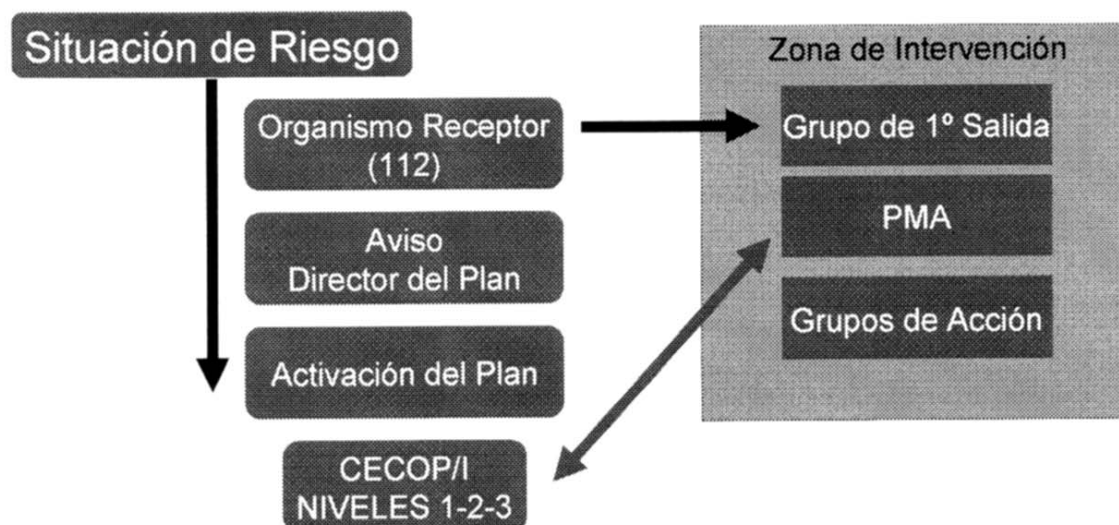 Situación de Riesgo
Organismo Receptor
(112)
Aviso
Director del Plan
Activación del Plan
CECOP/I
NIVELES 1-2-3
Zona de Intervención
Grupo de 1º Salida
PMA
Grupos de Acción